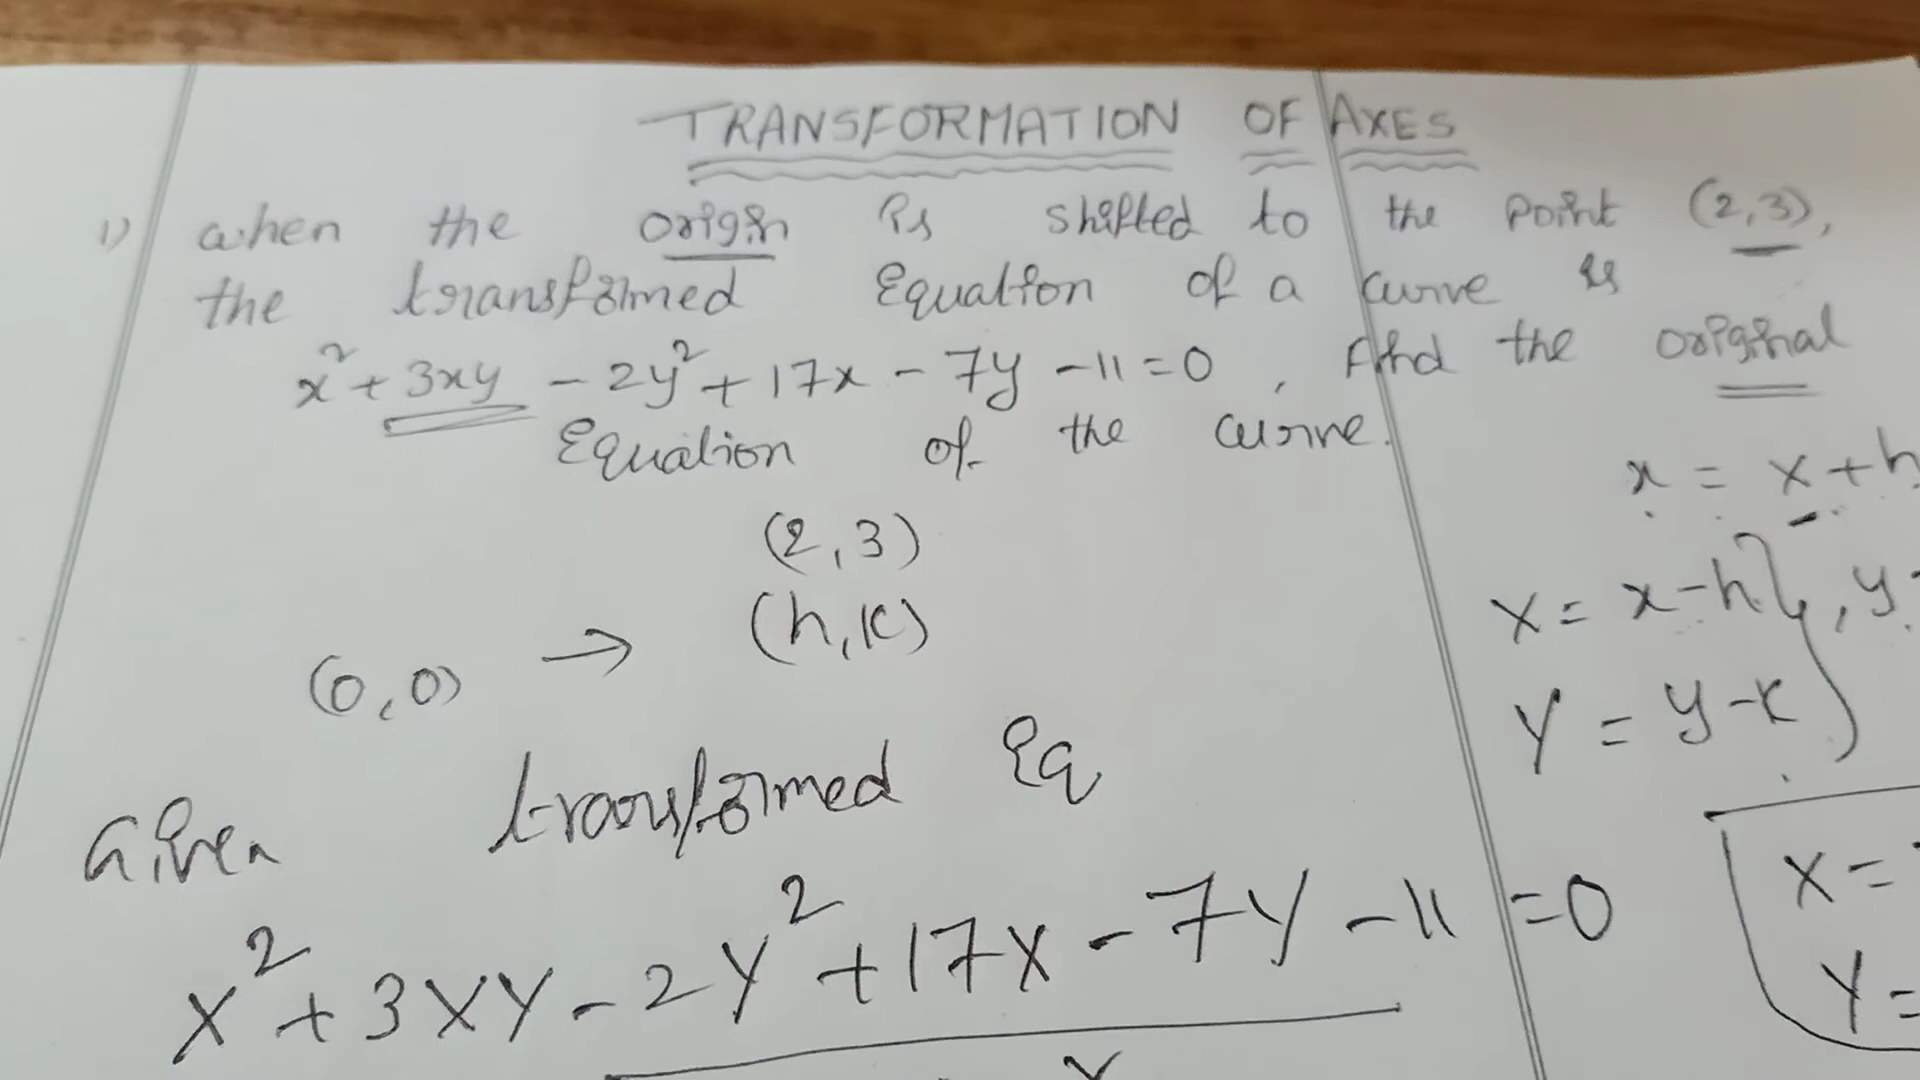 TRANSFORMATION OF AXES
1) when the origin is shifted to the point (2,3),
the transformed Equation of a curve is
x²+3xy-2y²+17x-7y-11=0, find the original
Equation of the curve.
x = X+h
(2,3)
X = x-h, y
(h,k)
(0,0) →
Y = y-k
Given transformed Eq
X =
X²+3XY-2Y²+17X-7Y-11=0
Y =